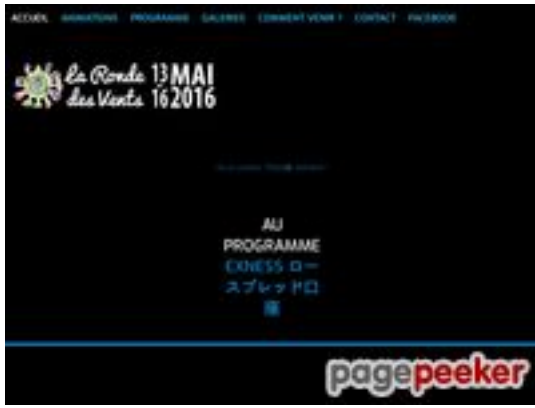 ACCUEIL ANIMATIONS PROGRAMME GALERIES COMMENT VENIR ? CONTACT FACEBOOK
La Ronde 13 MAI
des Vents 16 2016
AU
PROGRAMME
EXNESS ロー
スプレッド口
座
pagepeeker